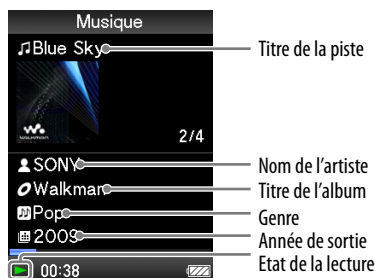 Musique
Blue Sky
Titre de la piste
WALKMAN
2/4
SONY
Nom de l'artiste
Walkman
Titre de l'album
Pop
Genre
2009
Année de sortie
00:38
Etat de la lecture